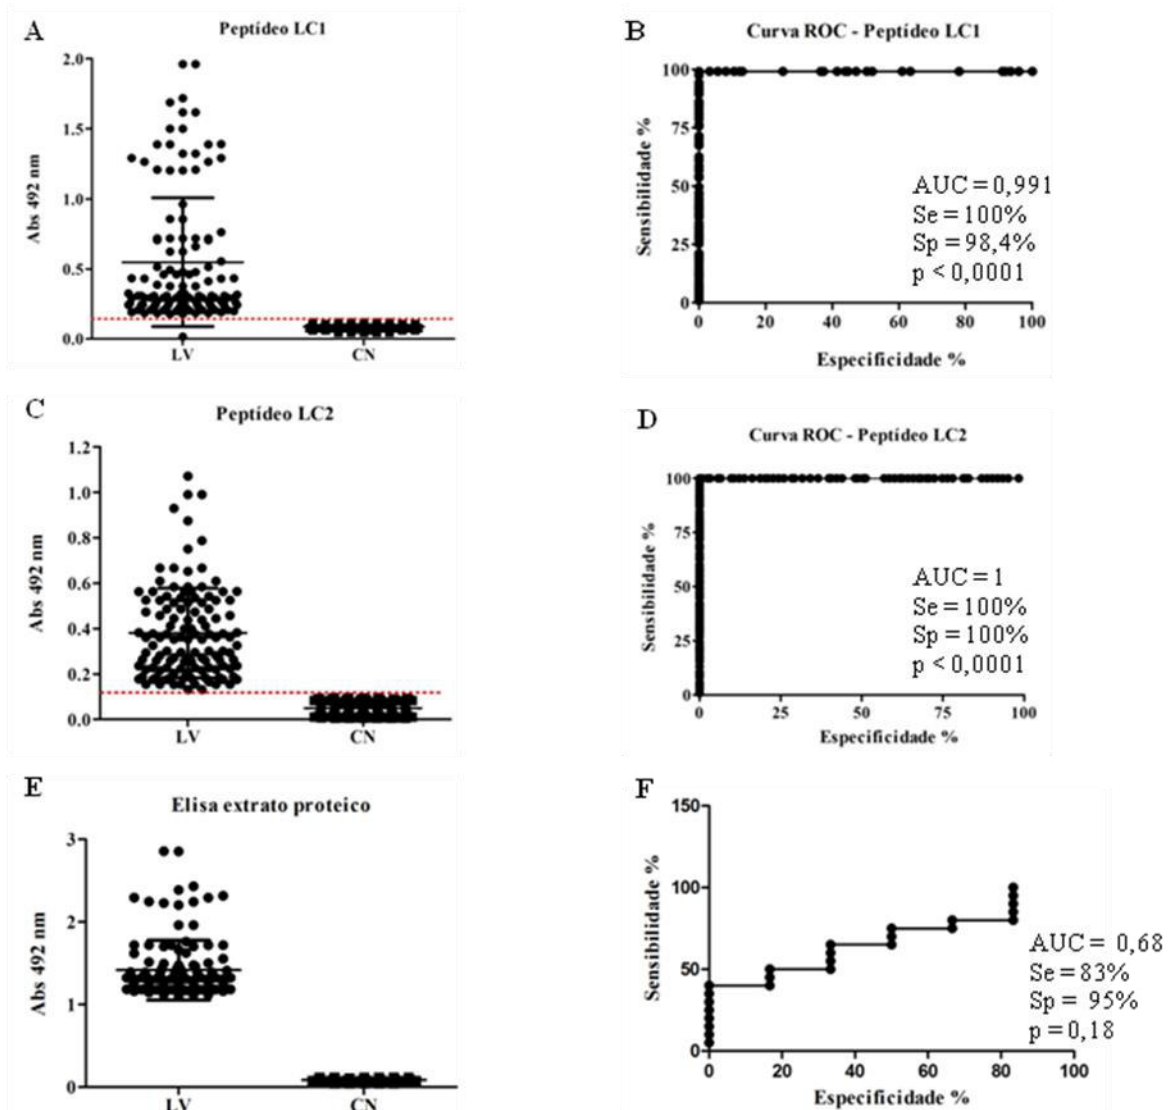 A
Peptídeo LC1
Abs 492 nm
2.0
1.5
1.0
0.5
0.0
LV
CN
B
Curva ROC - Peptídeo LC1
Sensibilidade %
100
75
50
25
0
AUC = 0,991
Se = 100%
Sp = 98,4%
p < 0,0001
0 20 40 60 80 100
Especificidade %
C
Peptídeo LC2
Abs 492 nm
1.2
1.0
0.8
0.6
0.4
0.2
0.0
LV
CN
D
Curva ROC - Peptídeo LC2
Sensibilidade %
100
75
50
25
0
AUC = 1
Se = 100%
Sp = 100%
p < 0,0001
0 25 50 75 100
Especificidade %
E
Elisa extrato proteico
Abs 492 nm
3
2
1
0
LV
CN
F
Sensibilidade %
150
100
50
0
AUC = 0,68
Se = 83%
Sp = 95%
p = 0,18
0 20 40 60 80 100
Especificidade %